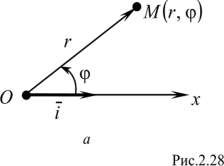 M(r, φ)
r
φ
O
i̅
x
а
Рис.2.28